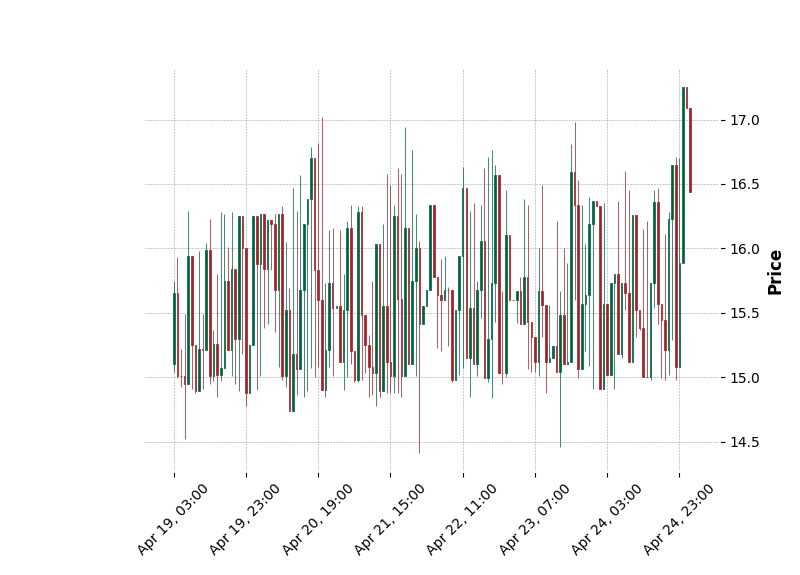 17.0
16.5
16.0
15.5
15.0
14.5
Price
Apr 19, 03:00
Apr 19, 23:00
Apr 20, 19:00
Apr 21, 15:00
Apr 22, 11:00
Apr 23, 07:00
Apr 24, 03:00
Apr 24, 23:00